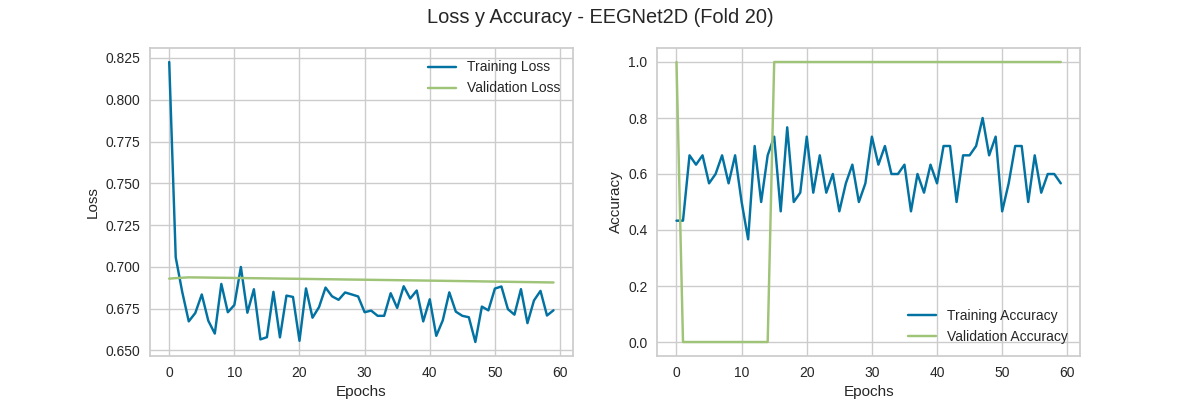 Loss y Accuracy - EEGNet2D (Fold 20)
Loss
0.825
0.800
0.775
0.750
0.725
0.700
0.675
0.650
Training Loss
Validation Loss
0 10 20 30 40 50 60
Epochs
Accuracy
1.0
0.8
0.6
0.4
0.2
0.0
Training Accuracy
Validation Accuracy
0 10 20 30 40 50 60
Epochs